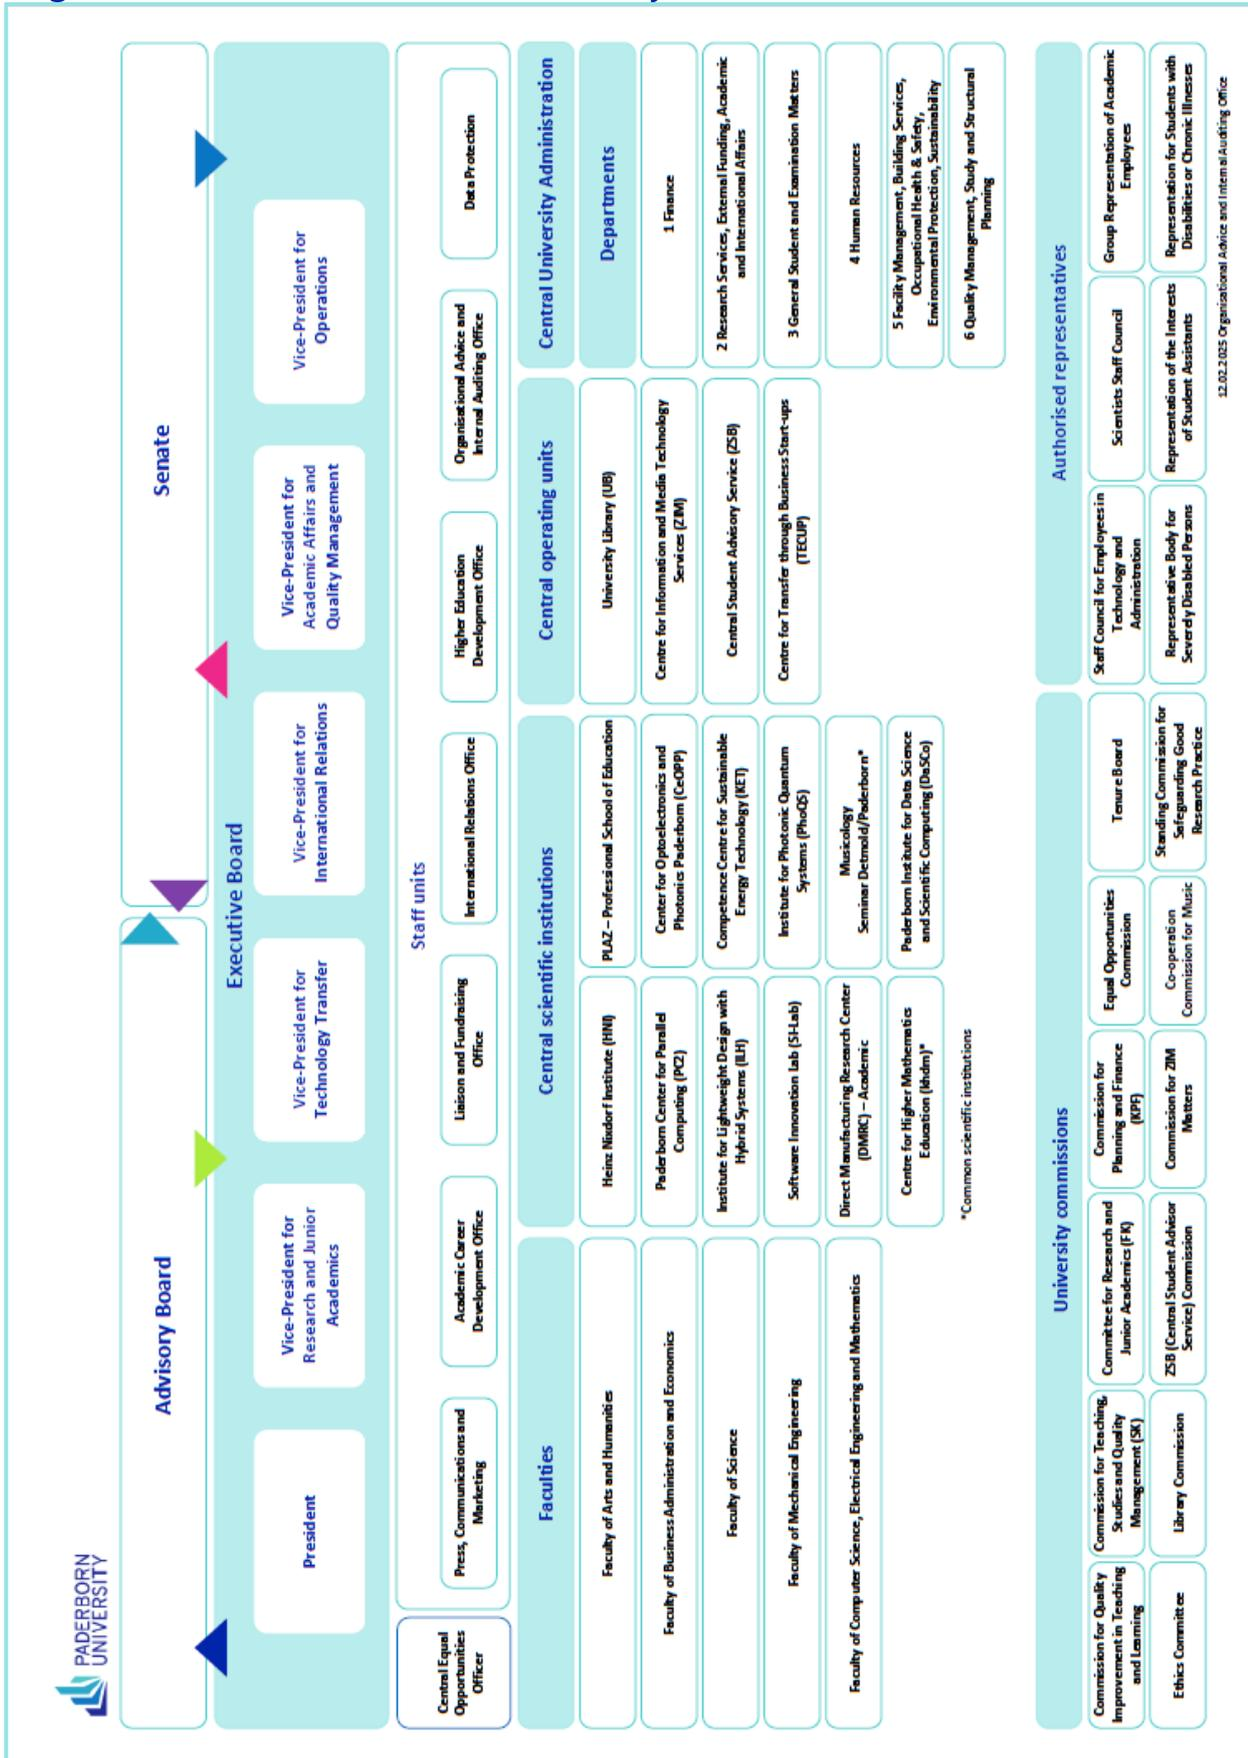 PADERBORN
UNIVERSITY
Advisory Board
Senate
Executive Board
President
Vice-President for
Research and Junior
Academics
Vice-President for
Technology Transfer
Vice-President for
International Relations
Vice-President for
Academic Affairs and
Quality Management
Vice-President for
Operations
Central Equal
Opportunities
Officer
Staff units
Press, Communications and
Marketing
Academic Career
Development Office
Liaison and Fundraising
Office
International Relations Office
Higher Education
Development Office
Organisational Advice and
Internal Auditing Office
Data Protection
Faculties
Faculty of Arts and Humanities
Faculty of Business Administration and Economics
Faculty of Science
Faculty of Mechanical Engineering
Faculty of Computer Science, Electrical Engineering and Mathematics
Central scientific institutions
Heinz Nixdorf Institute (HNI)
Paderborn Center for Parallel
Computing (PC2)
Institute for Lightweight Design with
Hybrid Systems (ILH)
Software Innovation Lab (SI-Lab)
Direct Manufacturing Research Center
(DMRC) – Academic
Centre for Higher Mathematics
Education (khdm)*
*Common scientific institutions
PLAZ – Professional School of Education
Center for Optoelectronics and
Photonics Paderborn (CeOPP)
Competence Centre for Sustainable
Energy Technology (KET)
Institute for Photonic Quantum
Systems (PhoQS)
Musicology
Seminar Detmold/Paderborn*
Paderborn Institute for Data Science
and Scientific Computing (DaSCo)
Central operating units
University Library (UB)
Centre for Information and Media Technology
Services (ZIM)
Central Student Advisory Service (ZSB)
Centre for Transfer through Business Start-ups
(TECUP)
Central University Administration
Departments
1 Finance
2 Research Services, External Funding, Academic
and International Affairs
3 General Student and Examination Matters
4 Human Resources
5 Facility Management, Building Services,
Occupational Health & Safety,
Environmental Protection, Sustainability
6 Quality Management, Study and Structural
Planning
University commissions
Commission for Quality
Improvement in Teaching
and Learning
Commission for Teaching,
Studies and Quality
Management (SK)
Committee for Research and
Junior Academics (FK)
Commission for
Planning and Finance
(KPF)
Equal Opportunities
Commission
Tenure Board
Ethics Committee
Library Commission
ZSB (Central Student Advisor
Service) Commission
Commission for ZIM
Matters
Co-operation
Commission for Music
Standing Commission for
Safeguarding Good
Research Practice
Authorised representatives
Staff Council for Employees in
Technology and
Administration
Scientists Staff Council
Group Representation of Academic
Employees
Representative Body for
Severely Disabled Persons
Representation of the Interests
of Student Assistants
Representation for Students with
Disabilities or Chronic Illnesses
12.02.2025 Organisational Advice and Internal Auditing Office